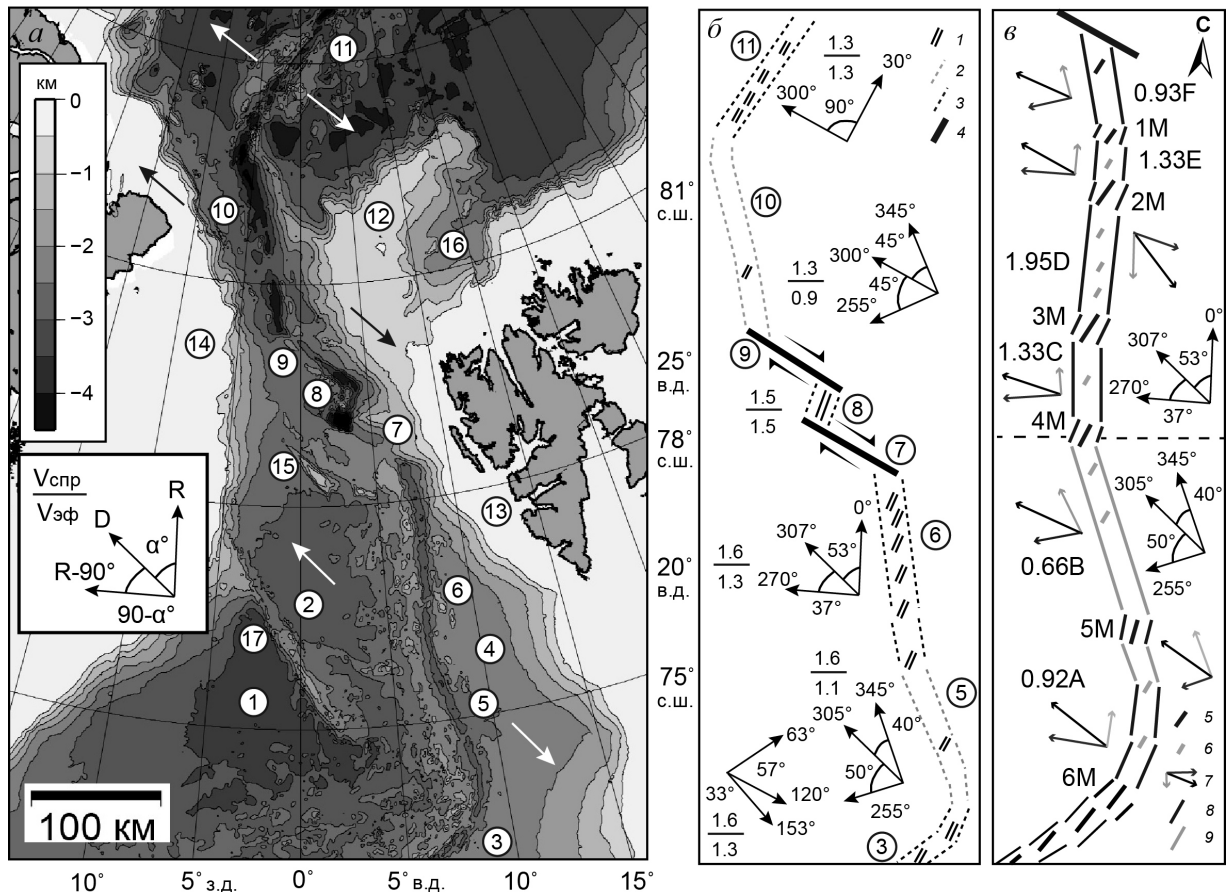 а
км
0
−1
−2
−3
−4
11
10
12
16
14
9
8
7
15
13
6
2
4
17
1
5
3
Vспр
Vэф
D
R
α°
R-90°
90-α°
100 км
10°
5° з.д.
0°
5° в.д.
10°
15°
81°
с.ш.
25°
в.д.
78°
с.ш.
20°
в.д.
75°
с.ш.
б
11
1.3
1.3
30°
300°
90°
1
2
3
4
10
345°
300°
45°
1.3
0.9
45°
255°
9
1.5
1.5
8
7
0°
307°
53°
1.6
1.3
270°
37°
6
1.6
1.1
345°
305°
40°
5
63°
57°
50°
33°
120°
255°
153°
1.6
1.3
3
в
С
0.93F
1M
1.33E
2M
1.95D
3M
0°
1.33C
307°
53°
270°
37°
4M
345°
305°
40°
50°
0.66B
255°
5M
0.92A
5
6
6M
7
8
9